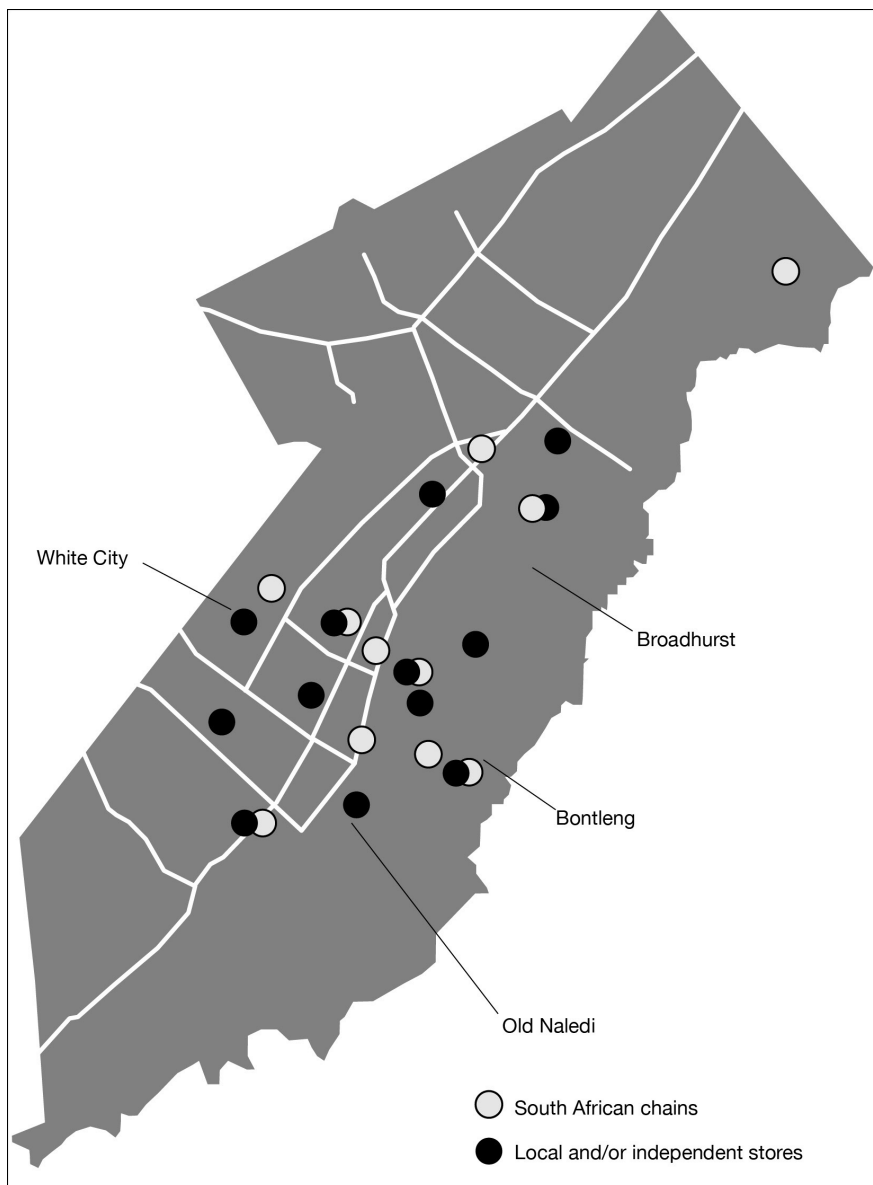 White City
Broadhurst
Bontleng
Old Naledi
South African chains
Local and/or independent stores